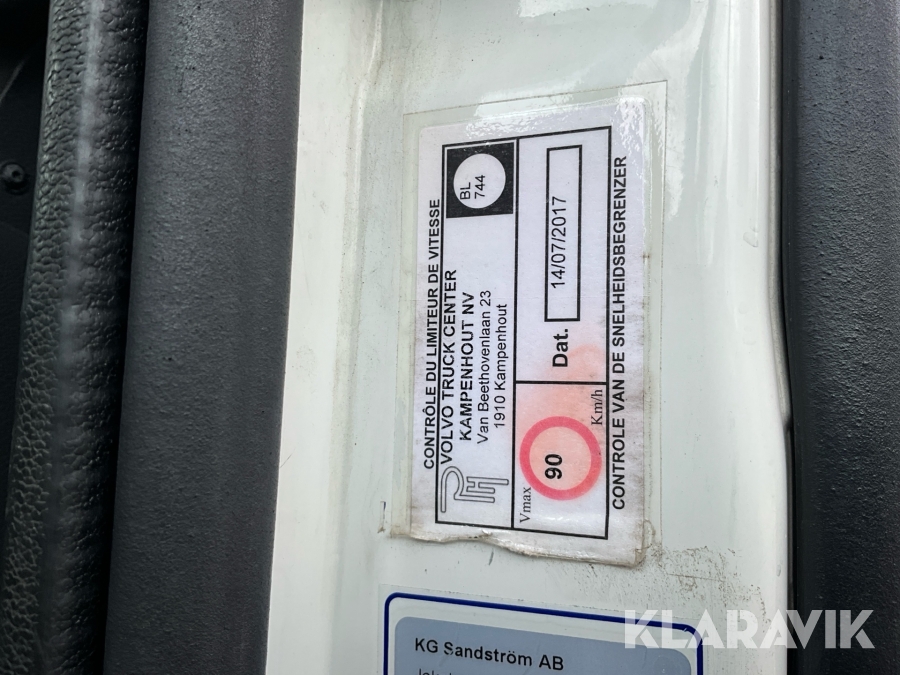 CONTRÔLE DU LIMITEUR DE VITESSE
VOLVO TRUCK CENTER
KAMPENHOUT NV
Van Beethovenlaan 23
1910 Kampenhout
BL
744
Vmax
90
Km/h
Dat.
14/07/2017
CONTROLE VAN DE SNELHEIDSBEGRENZER
KG Sandström AB
KLARAVIK